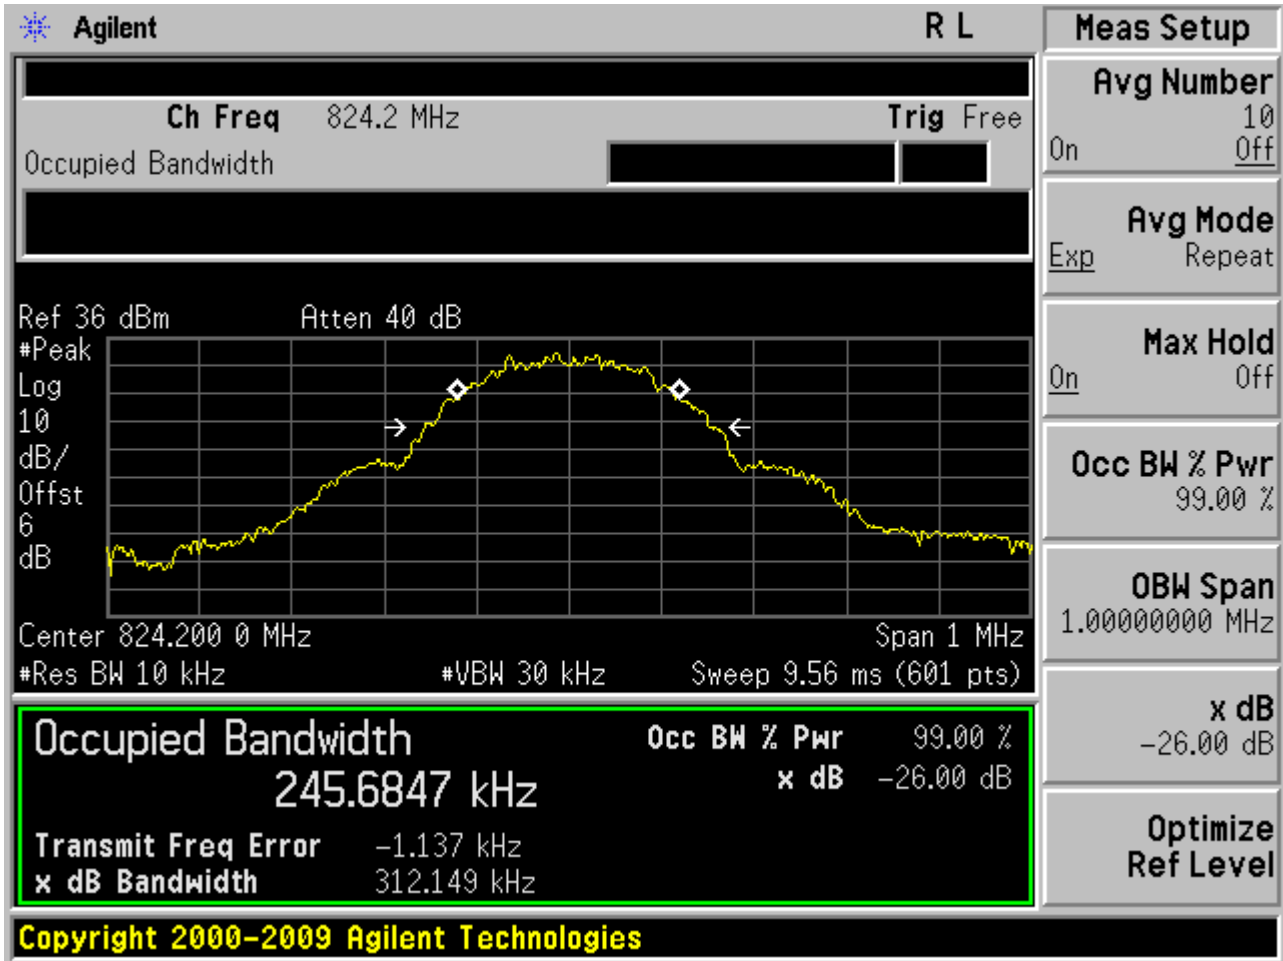 Agilent R L
Ch Freq 824.2 MHz Trig Free
Occupied Bandwidth
Ref 36 dBm Atten 40 dB
#Peak
Log
10
dB/
Offst
6
dB
Center 824.200 0 MHz Span 1 MHz
#Res BW 10 kHz #VBW 30 kHz Sweep 9.56 ms (601 pts)
Occupied Bandwidth Occ BW % Pwr 99.00 %
245.6847 kHz x dB -26.00 dB
Transmit Freq Error -1.137 kHz
x dB Bandwidth 312.149 kHz
Copyright 2000-2009 Agilent Technologies
Meas Setup
Avg Number
10
On Off
Avg Mode
Exp Repeat
Max Hold
On Off
Occ BW % Pwr
99.00 %
OBW Span
1.00000000 MHz
x dB
-26.00 dB
Optimize
Ref Level